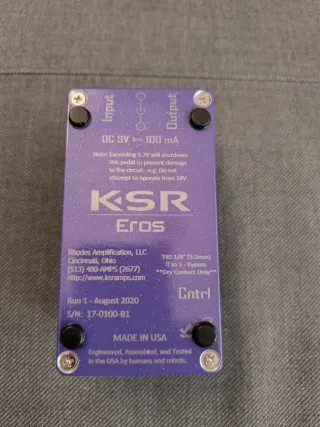 Input
Output
DC 9V 100 mA
Note: Exceeding 9.7V will shutdown
this pedal to prevent damage
to the circuit. e.g. Do not
attempt to operate from 18V.
KSR
Eros
Rhodes Amplification, LLC
Cincinnati, Ohio
(513) 400-AMPS (2677)
http://www.ksramps.com
TRS 1/8" (3.5mm)
T to S - Bypass
**Dry Contact Only**
Run 1 - August 2020
Cntrl
S/N: 17-0100-B1
MADE IN USA
Engineered, Assembled, and Tested
in the USA by humans and robots.